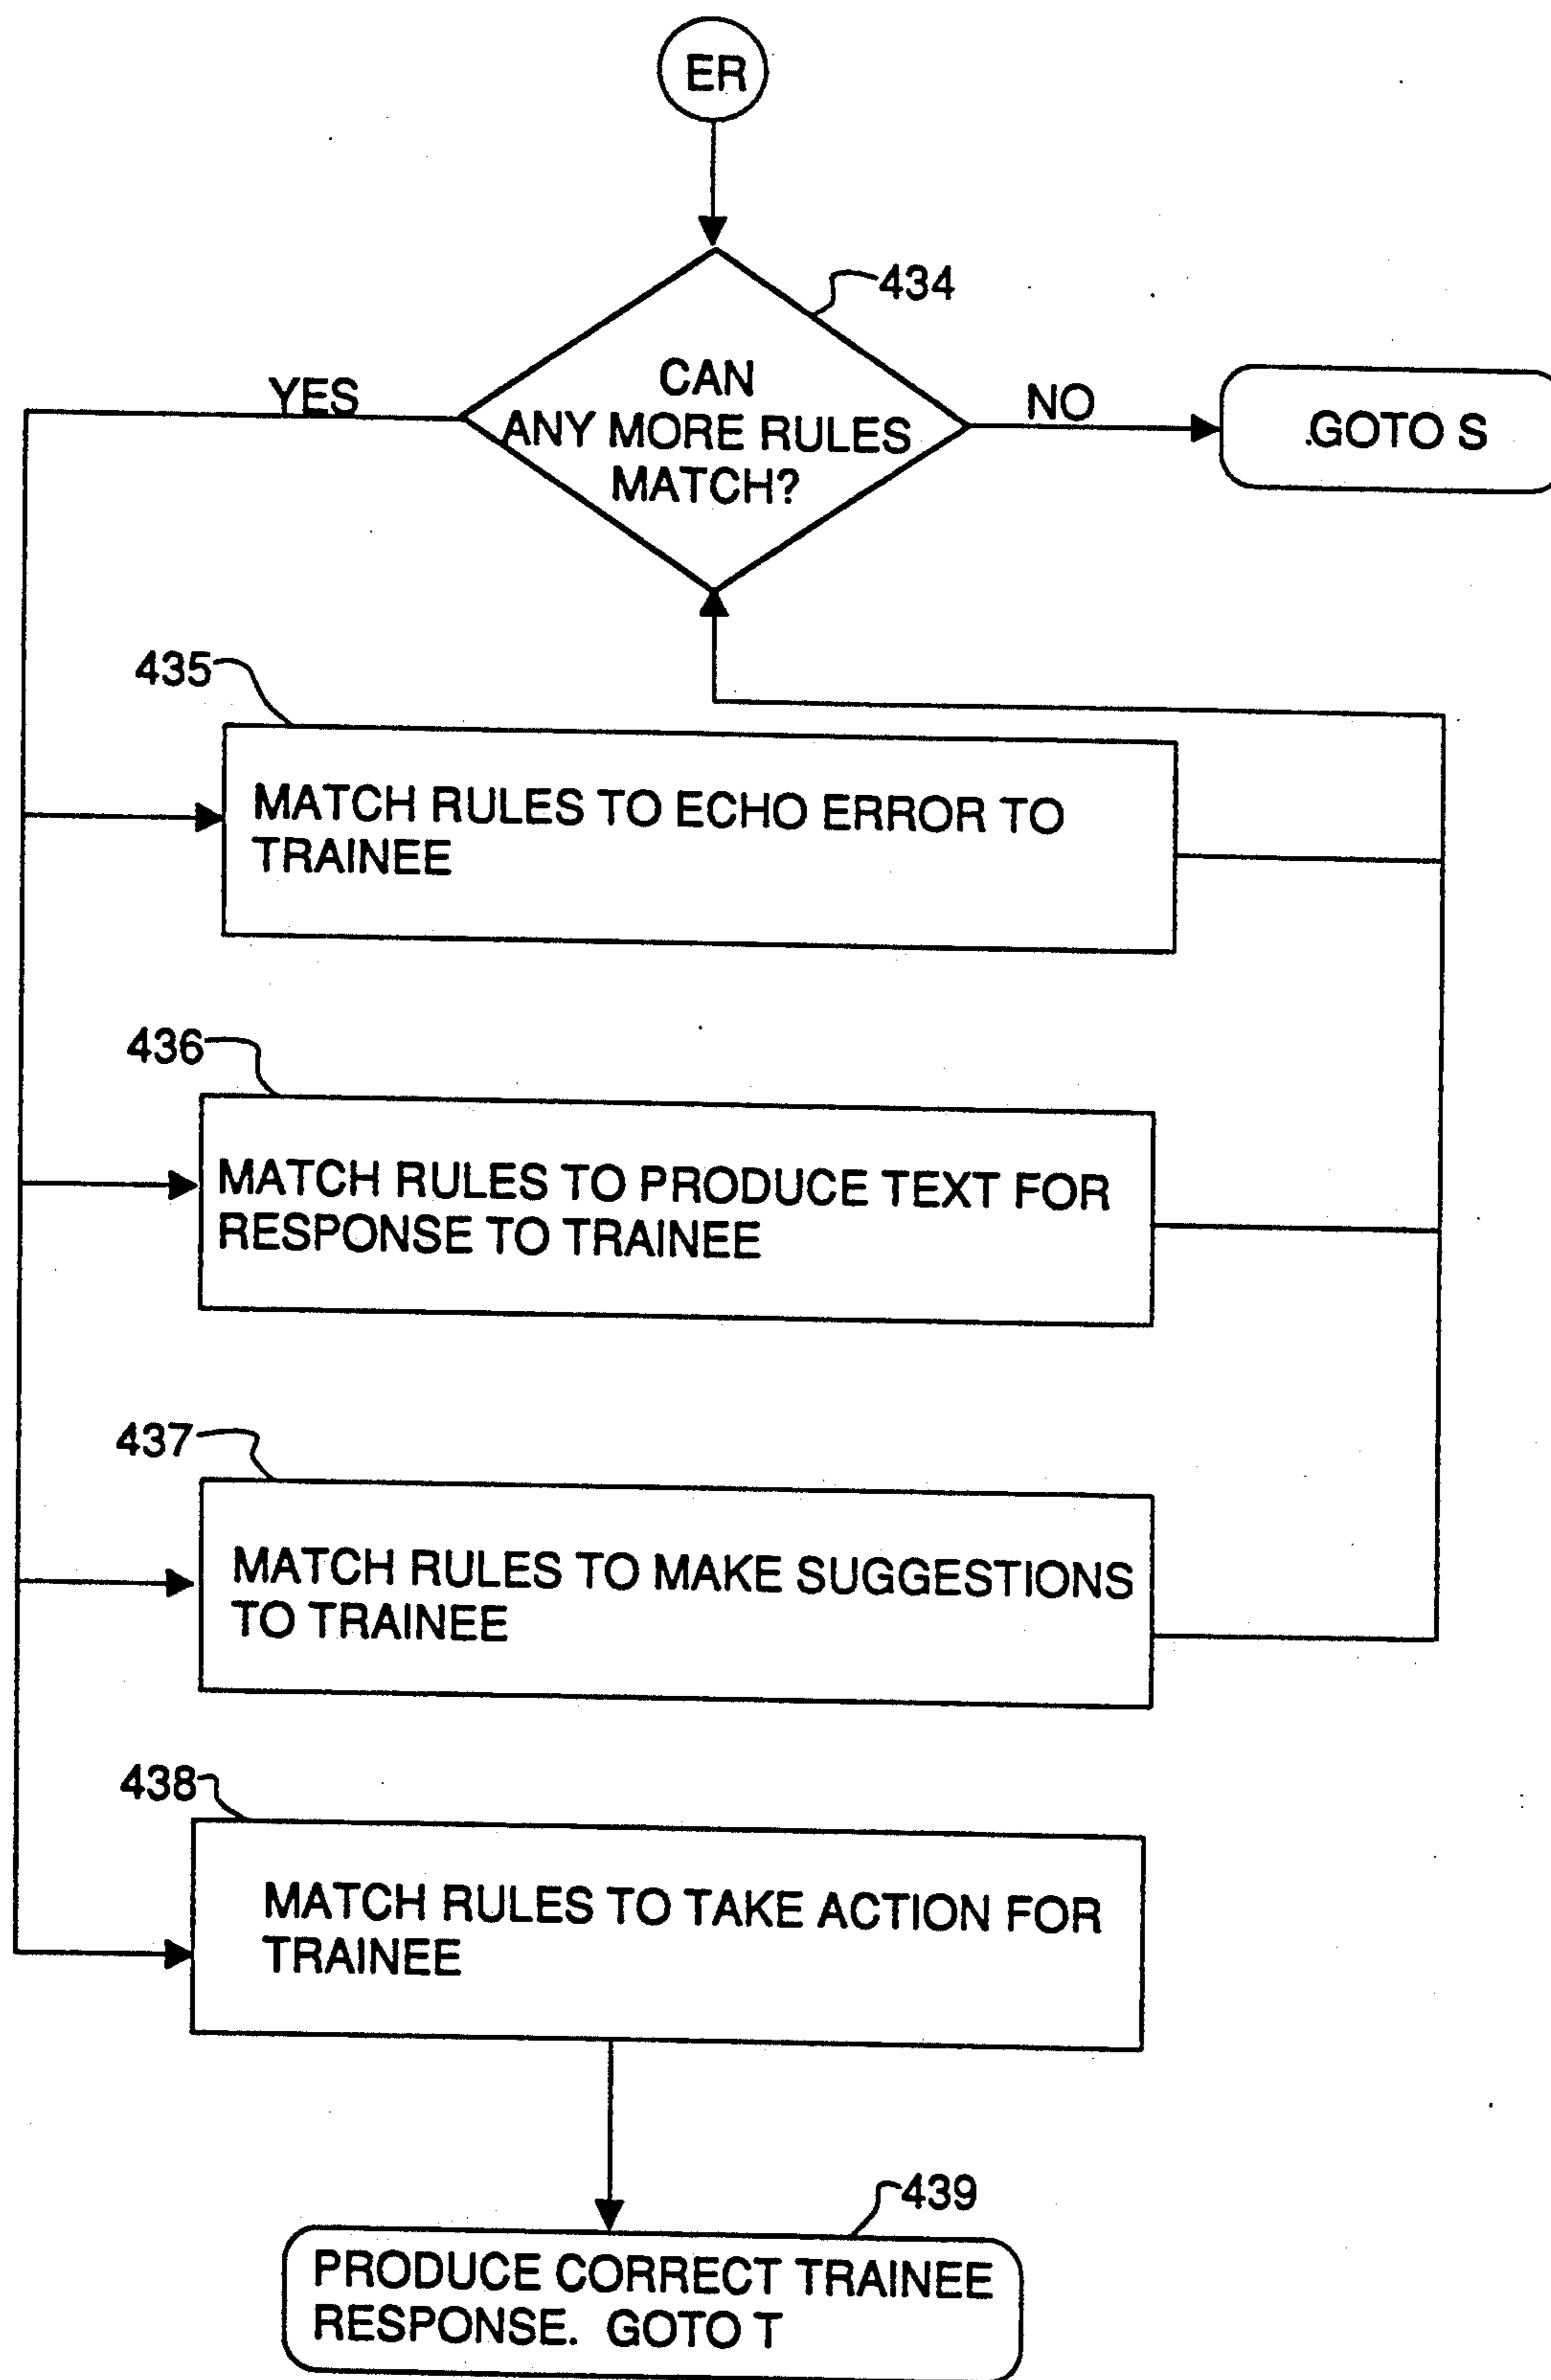 ER
434
CAN
ANY MORE RULES
MATCH?
YES
NO
.GOTO S
435
MATCH RULES TO ECHO ERROR TO
TRAINEE
436
MATCH RULES TO PRODUCE TEXT FOR
RESPONSE TO TRAINEE
437
MATCH RULES TO MAKE SUGGESTIONS
TO TRAINEE
438
MATCH RULES TO TAKE ACTION FOR
TRAINEE
439
PRODUCE CORRECT TRAINEE
RESPONSE. GOTO T